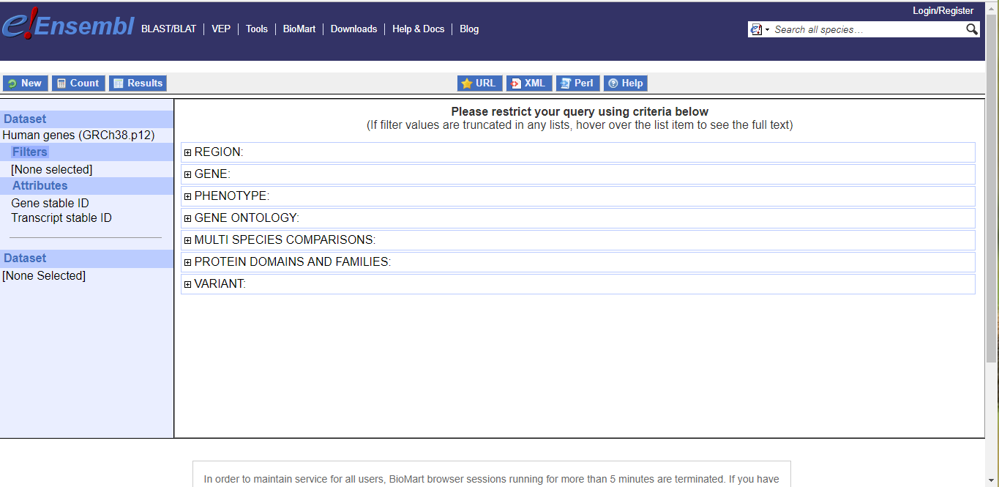 Login/Register
e!Ensembl BLAST/BLAT VEP Tools BioMart Downloads Help & Docs Blog Search all species…
New Count Results URL XML Perl Help
Dataset
Human genes (GRCh38.p12)
Filters
[None selected]
Attributes
Gene stable ID
Transcript stable ID
Dataset
[None Selected]
Please restrict your query using criteria below
(If filter values are truncated in any lists, hover over the list item to see the full text)
REGION:
GENE:
PHENOTYPE:
GENE ONTOLOGY:
MULTI SPECIES COMPARISONS:
PROTEIN DOMAINS AND FAMILIES:
VARIANT:
In order to maintain service for all users, BioMart browser sessions running for more than 5 minutes are terminated. If you have